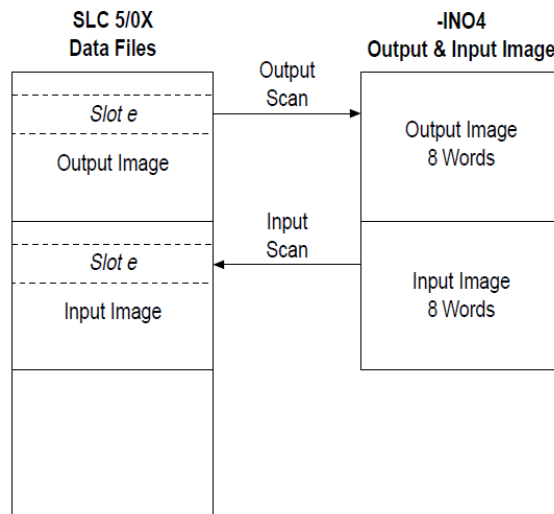 SLC 5/0X
Data Files
-INO4
Output & Input Image
Output
Scan
Slot e
Output Image
Output Image
8 Words
Input
Scan
Slot e
Input Image
Input Image
8 Words